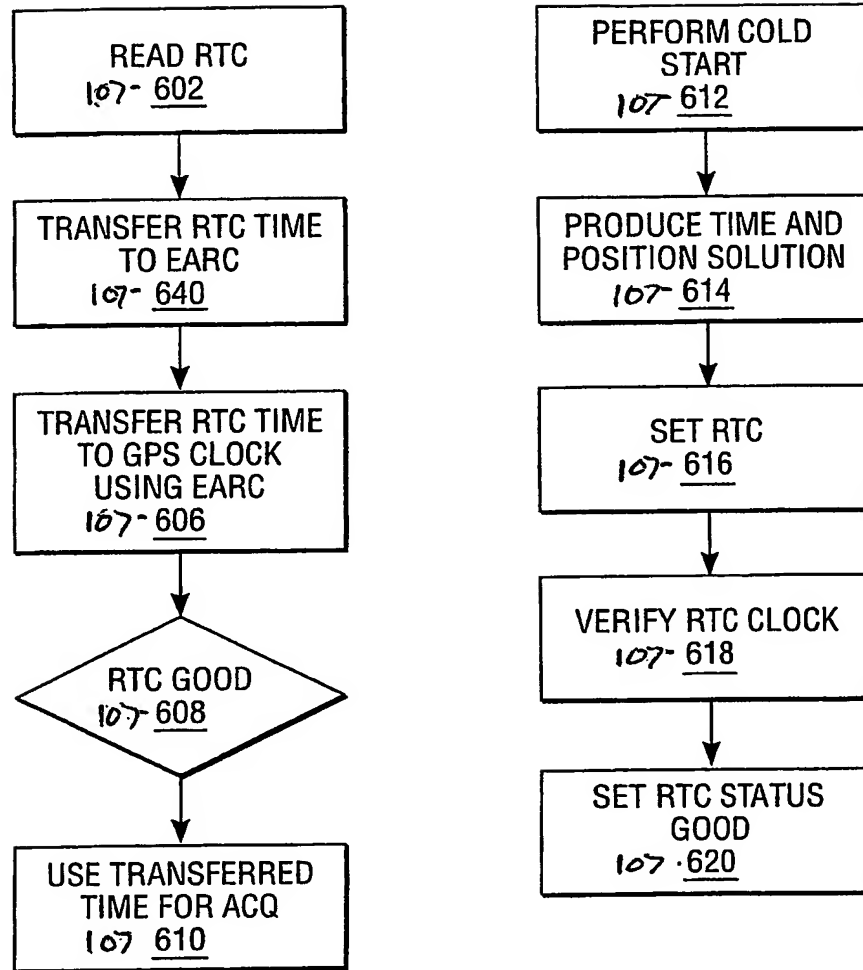 READ RTC
107- 602
TRANSFER RTC TIME
TO EARC
107- 640
TRANSFER RTC TIME
TO GPS CLOCK
USING EARC
107- 606
RTC GOOD
107- 608
USE TRANSFERRED
TIME FOR ACQ
107 610
PERFORM COLD
START
107- 612
PRODUCE TIME AND
POSITION SOLUTION
107- 614
SET RTC
107- 616
VERIFY RTC CLOCK
107- 618
SET RTC STATUS
GOOD
107 · 620